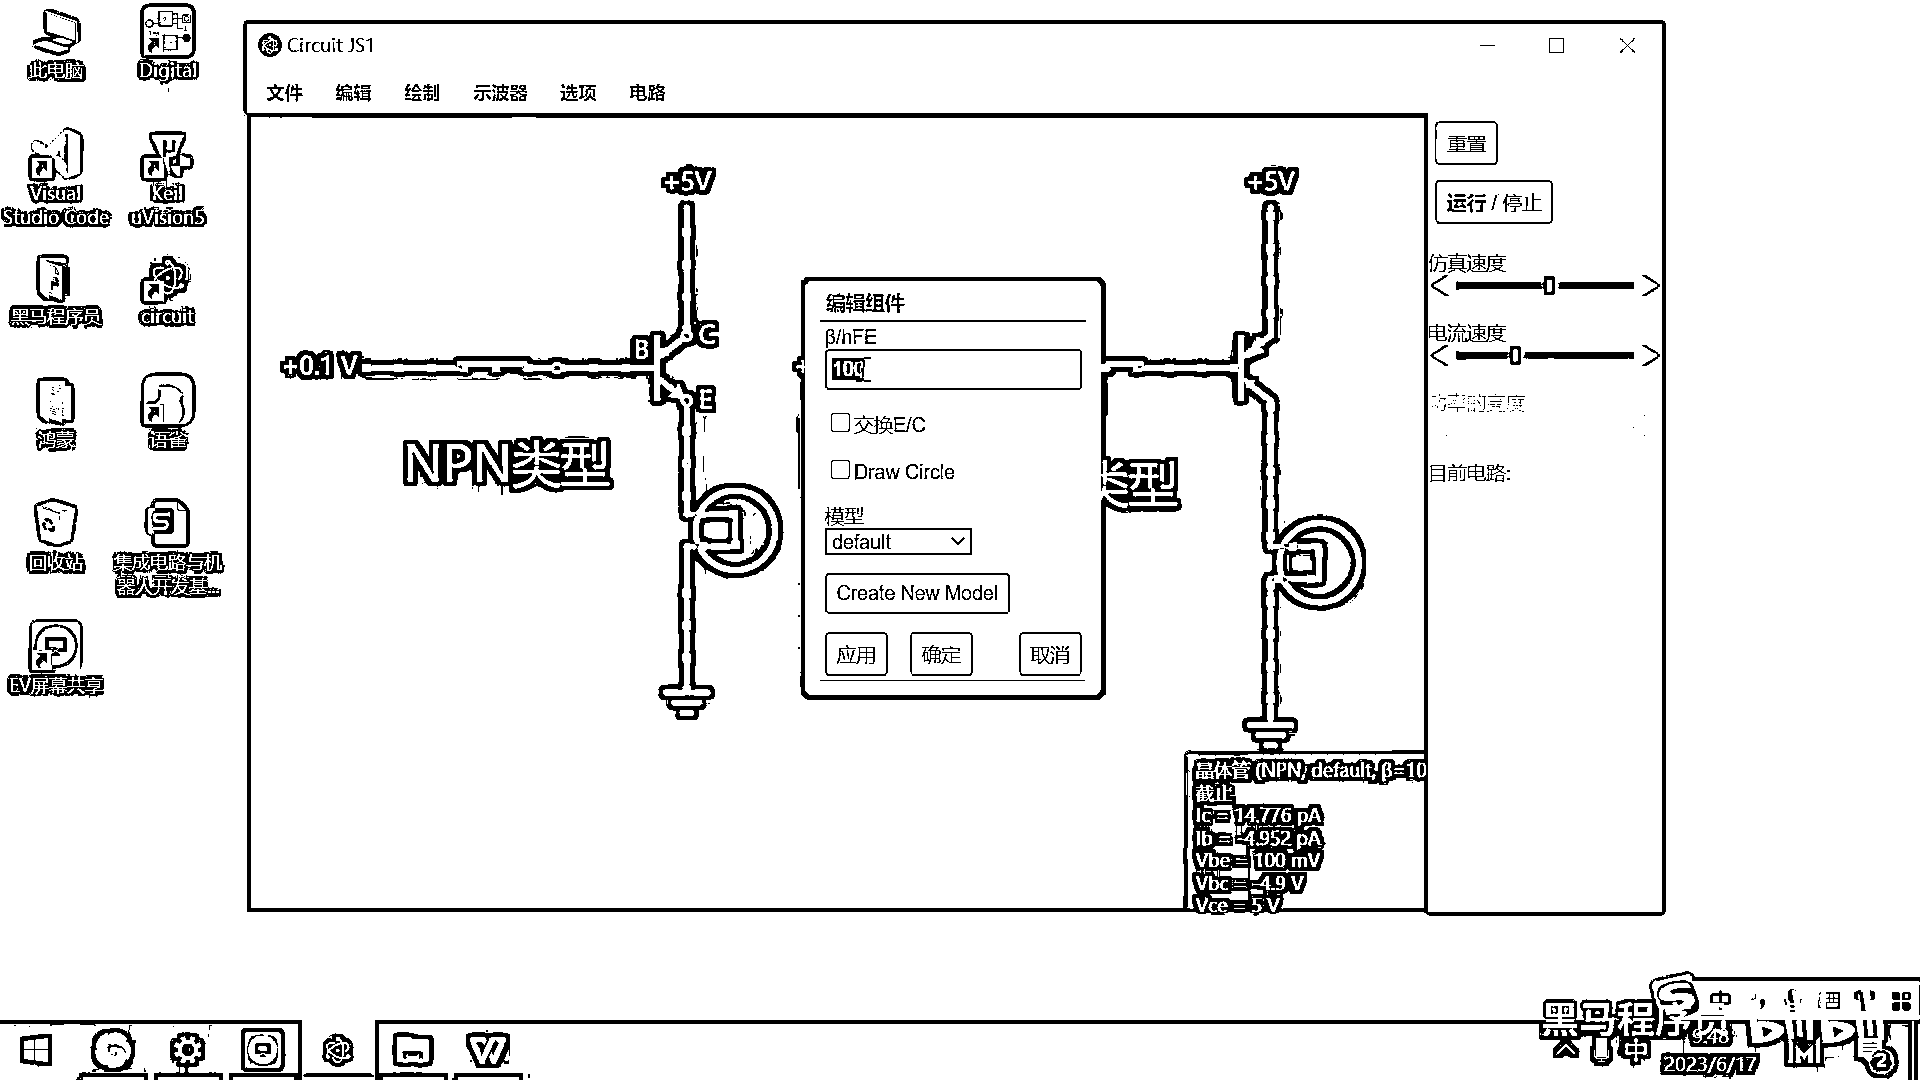 此电脑
Digital
Visual
Studio Code
Keil
uVision5
黑马程序员
circuit
鸿蒙
语雀
回收站
集成电路与机
器人开发基...
EV屏幕共享
Circuit JS1
文件 编辑 绘制 示波器 选项 电路
+5V
+0.1 V
B
C
E
NPN类型
编辑组件
β/hFE
100
交换E/C
Draw Circle
模型
default
Create New Model
应用 确定 取消
+5V
类型
晶体管 (NPN, default, β=10
截止
Ic = 14.776 pA
Ib = -4.952 pA
Vbe = 100 mV
Vbc = -4.9 V
Vce = 5 V
重置
运行 / 停止
仿真速度
电流速度
功率的亮度
目前电路:
中
黑马程序员
中
9:48
2023/6/17
2